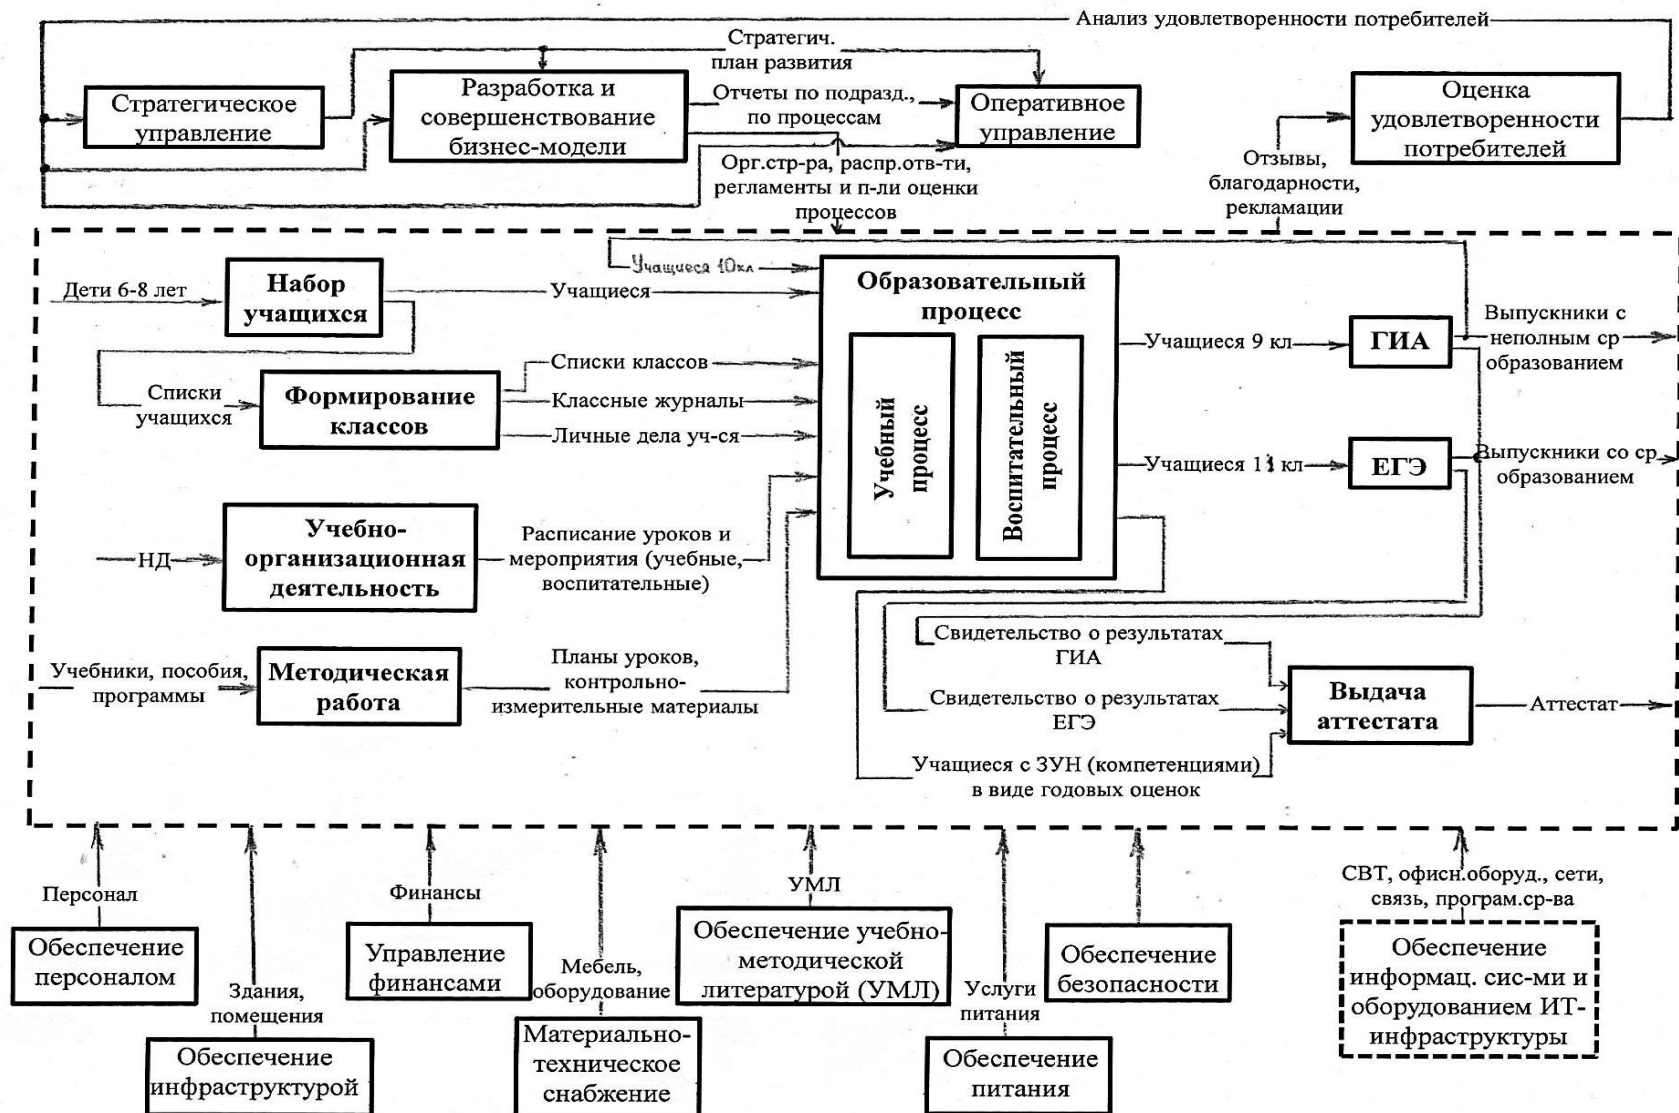 Анализ удовлетворенности потребителей
Стратегич.
план развития
Стратегическое
управление
Разработка и
совершенствование
бизнес-модели
Отчеты по подразд.,
по процессам
Оперативное
управление
Оценка
удовлетворенности
потребителей
Орг.стр-ра, распр.отв-ти,
регламенты и п-ли оценки
процессов
Отзывы,
благодарности,
рекламации
Учащиеся 10кл
Дети 6-8 лет
Набор
учащихся
Учащиеся
Образовательный
процесс
Учебный
процесс
Воспитательный
процесс
Списки
учащихся
Формирование
классов
Списки классов
Классные журналы
Личные дела уч-ся
Учащиеся 9 кл
ГИА
Выпускники с
неполным ср
образованием
Учащиеся 11 кл
ЕГЭ
Выпускники со ср
образованием
НД
Учебно-
организационная
деятельность
Расписание уроков и
мероприятия (учебные,
воспитательные)
Учебники, пособия,
программы
Методическая
работа
Планы уроков,
контрольно-
измерительные материалы
Свидетельство о результатах
ГИА
Свидетельство о результатах
ЕГЭ
Учащиеся с ЗУН (компетенциями)
в виде годовых оценок
Выдача
аттестата
Аттестат
Персонал
Обеспечение
персоналом
Здания,
помещения
Обеспечение
инфраструктурой
Финансы
Управление
финансами
Мебель,
оборудование
Материально-
техническое
снабжение
УМЛ
Обеспечение учебно-
методической
литературой (УМЛ)
Услуги
питания
Обеспечение
питания
Обеспечение
безопасности
СВТ, офисн.оборуд., сети,
связь, програм.ср-ва
Обеспечение
информац. сис-ми и
оборудованием ИТ-
инфраструктуры